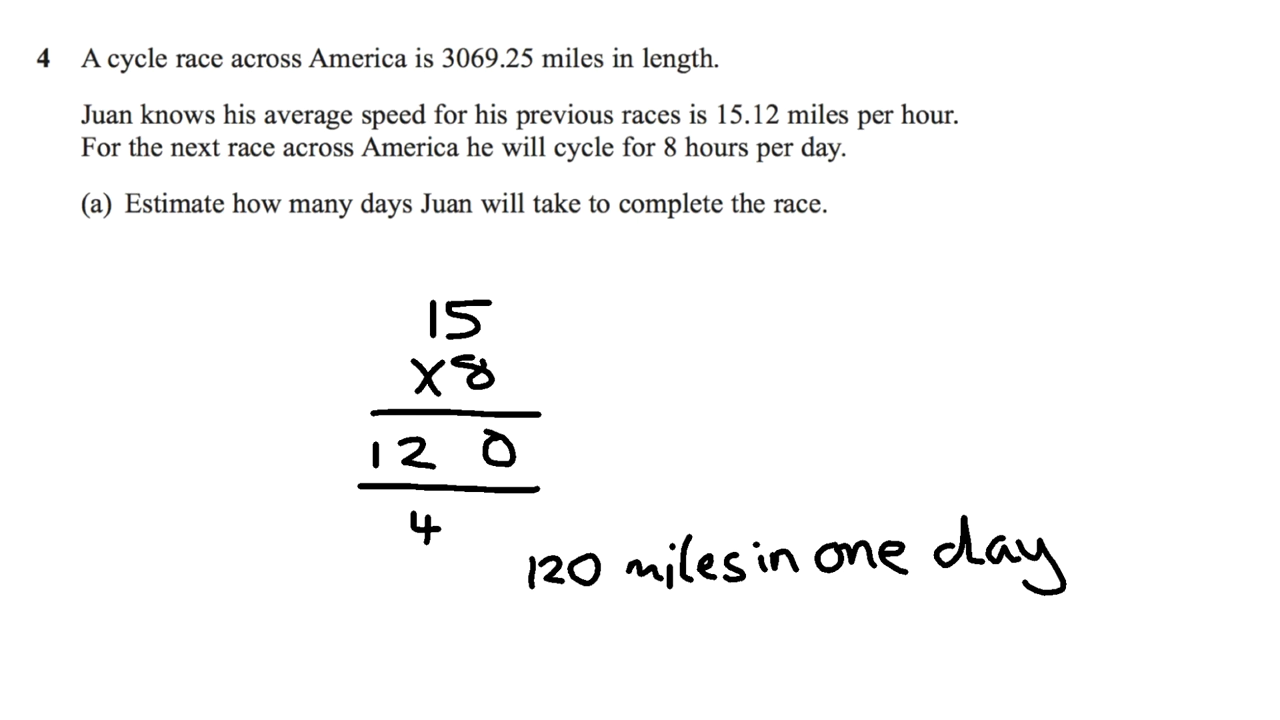 4 A cycle race across America is 3069.25 miles in length.
Juan knows his average speed for his previous races is 15.12 miles per hour.
For the next race across America he will cycle for 8 hours per day.
(a) Estimate how many days Juan will take to complete the race.
15
x8
120
4
120 miles in one day